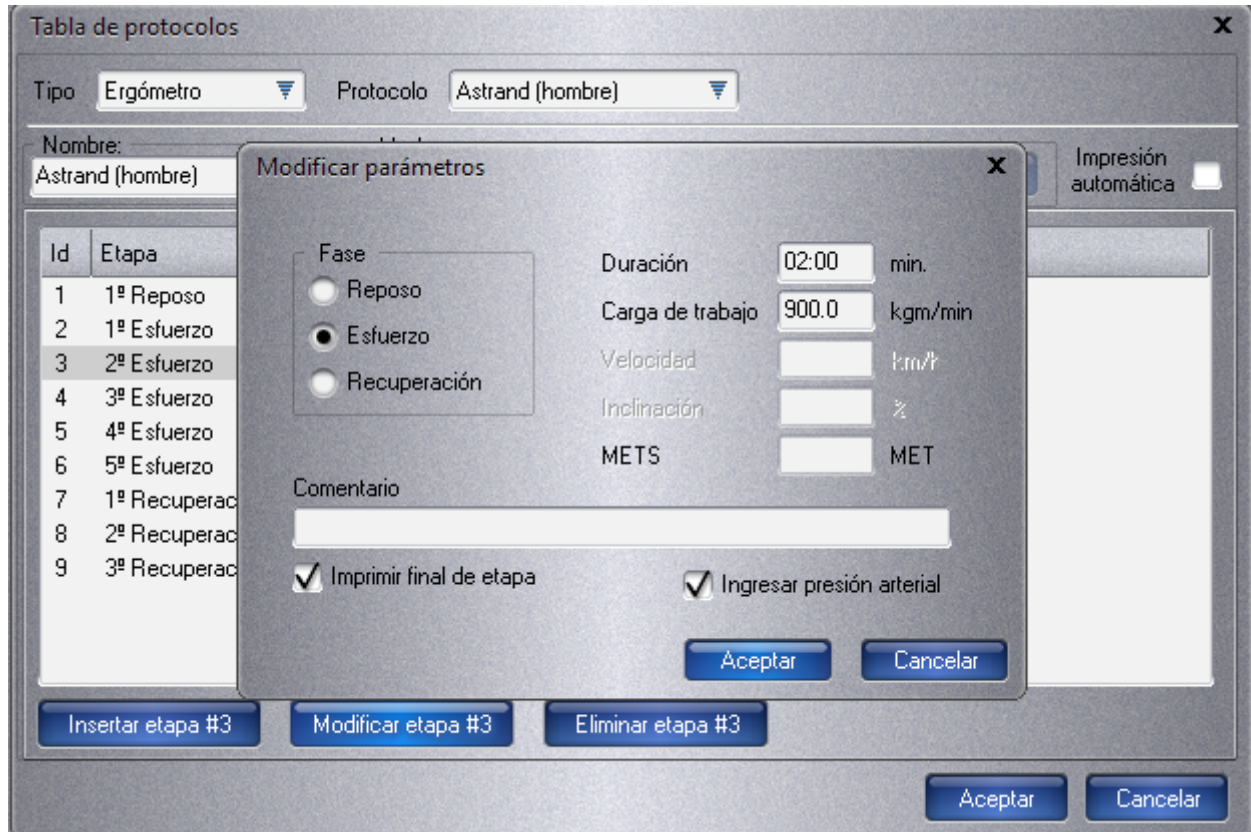 Tabla de protocolos
Tipo Ergómetro Protocolo Astrand (hombre)
Nombre:
Astrand (hombre)
Impresión
automática
Id Etapa
1 1º Reposo
2 1º Esfuerzo
3 2º Esfuerzo
4 3º Esfuerzo
5 4º Esfuerzo
6 5º Esfuerzo
7 1º Recuperac
8 2º Recuperac
9 3º Recuperac
Modificar parámetros
Fase
Reposo
Esfuerzo
Recuperación
Duración 02:00 min.
Carga de trabajo 900.0 kgm/min
Velocidad km/h
Inclinación %
METS MET
Comentario
Imprimir final de etapa
Ingresar presión arterial
Aceptar Cancelar
Insertar etapa #3 Modificar etapa #3 Eliminar etapa #3
Aceptar Cancelar